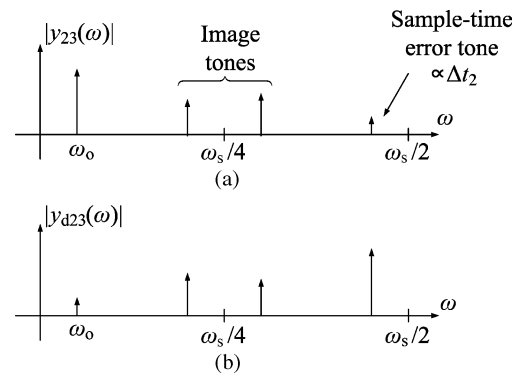 |y23(ω)|
Image
tones
Sample-time
error tone
∝Δt2
ω
ωo
ωs/4
ωs/2
(a)
|yd23(ω)|
ω
ωo
ωs/4
ωs/2
(b)